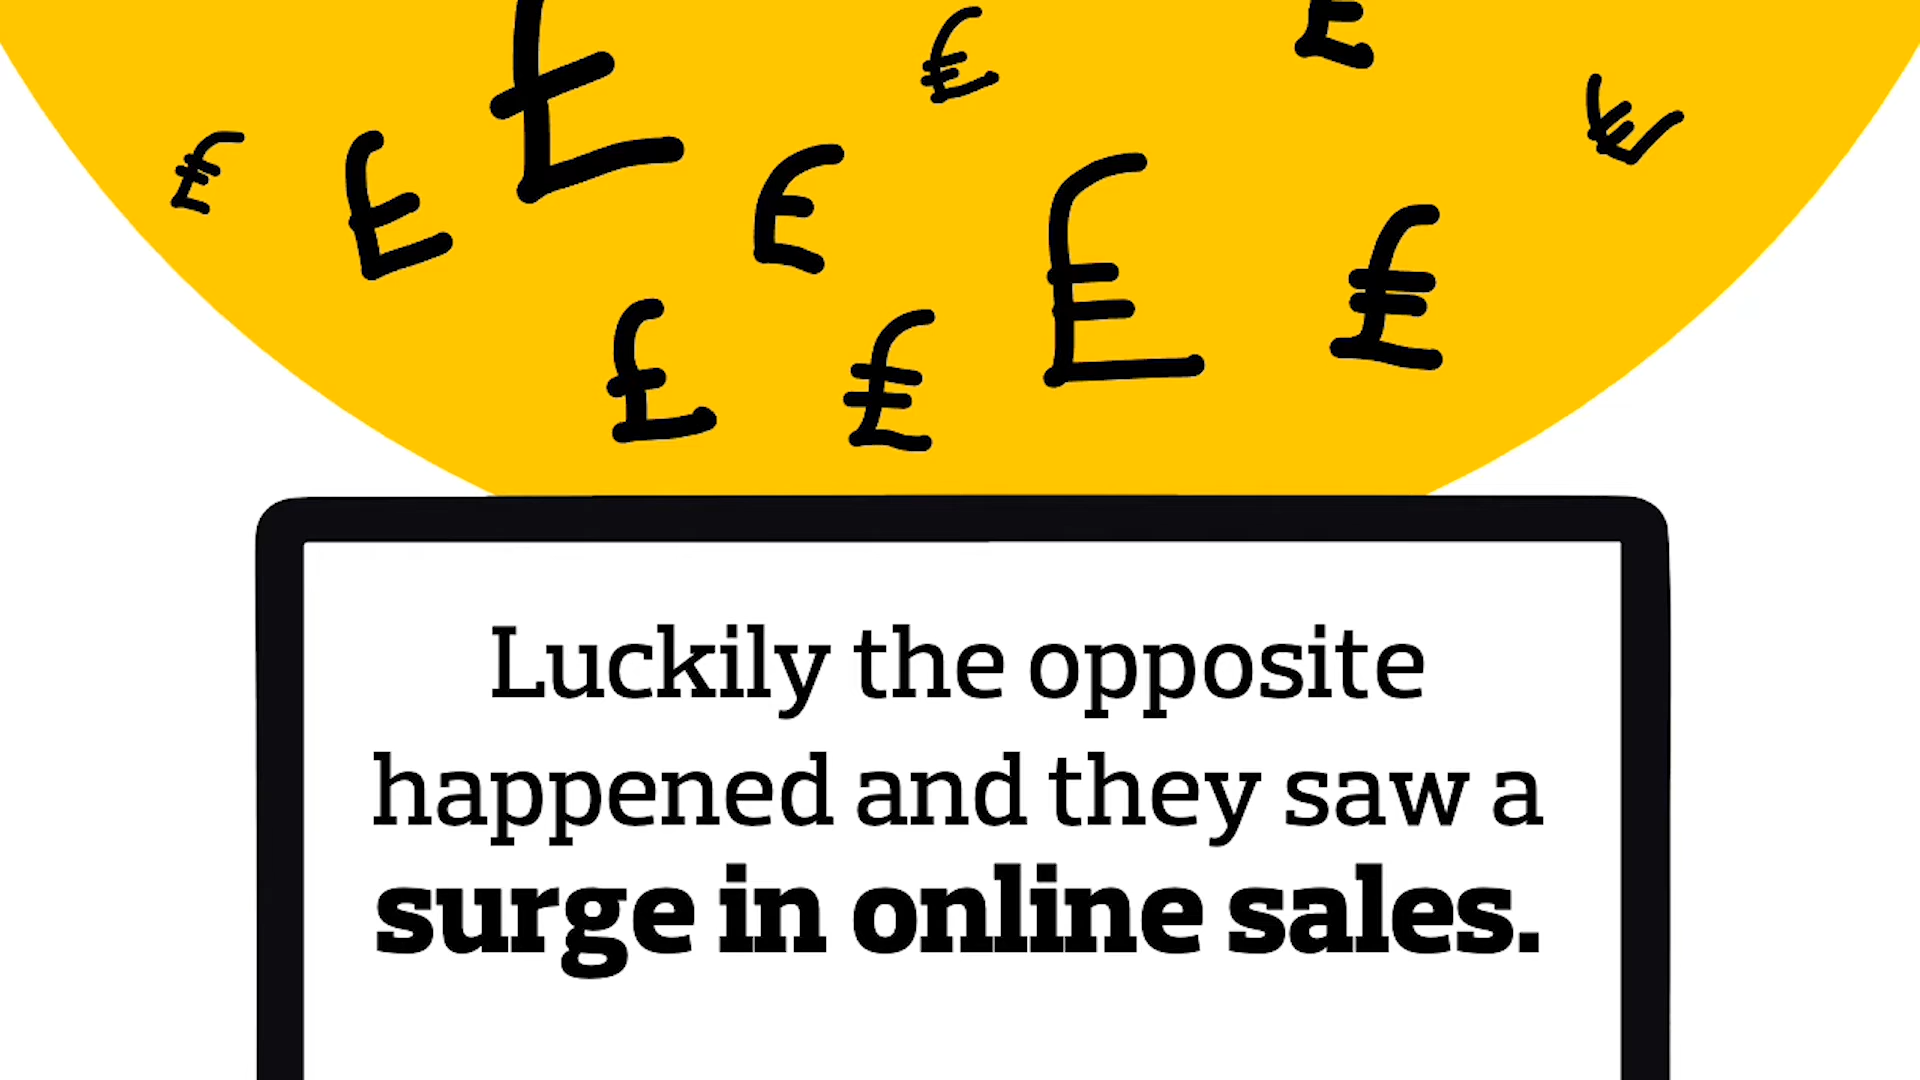 £ £ £ £ £ £ £ £ £ £ £
Luckily the opposite
happened and they saw a
surge in online sales.